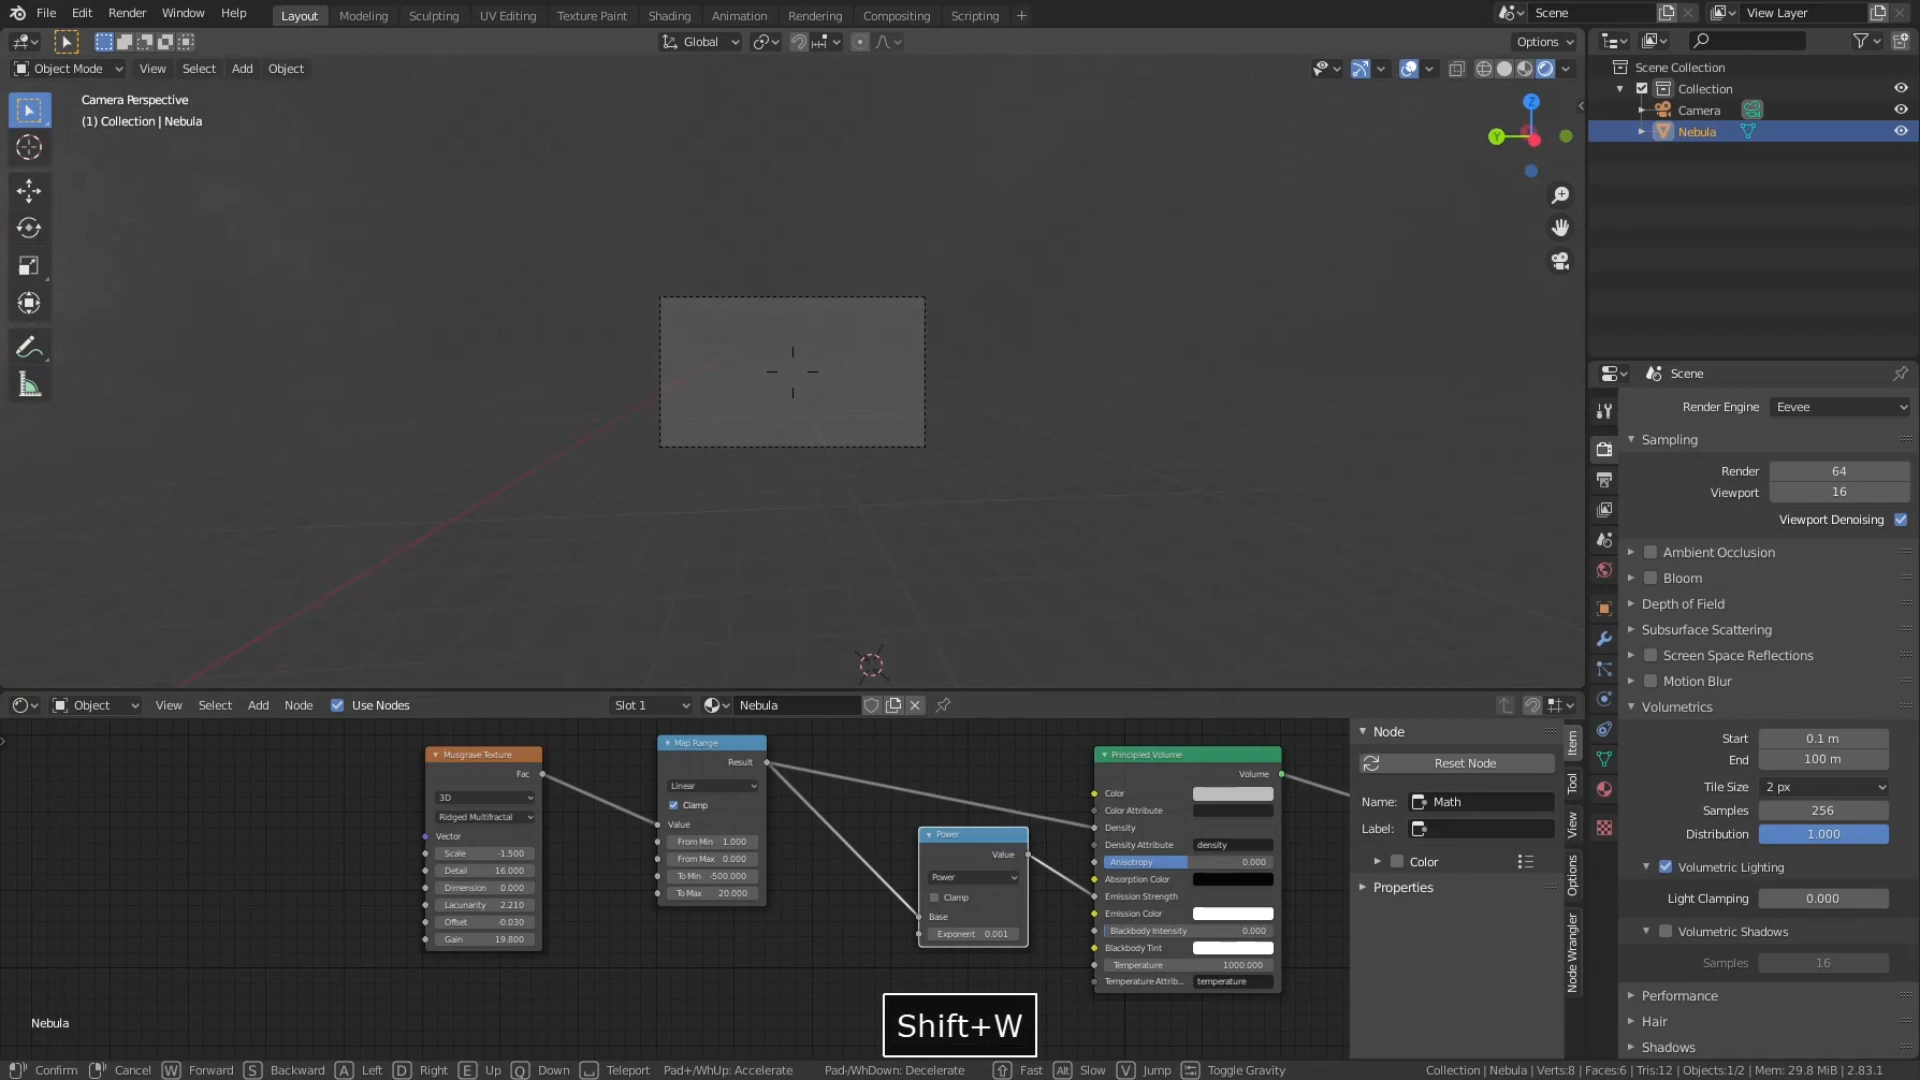 File Edit Render Window Help Layout Modeling Sculpting UV Editing Texture Paint Shading Animation Rendering Compositing Scripting + Scene View Layer
Global Options
Object Mode View Select Add Object
Camera Perspective
(1) Collection | Nebula
Z
Y
Scene Collection
Collection
Camera
Nebula
Scene
Render Engine Eevee
Sampling
Render 64
Viewport 16
Viewport Denoising
Ambient Occlusion
Bloom
Depth of Field
Subsurface Scattering
Screen Space Reflections
Motion Blur
Volumetrics
Start 0.1 m
End 100 m
Tile Size 2 px
Samples 256
Distribution 1.000
Volumetric Lighting
Light Clamping 0.000
Volumetric Shadows
Samples 16
Performance
Hair
Shadows
Object View Select Add Node Use Nodes Slot 1 Nebula
Musgrave Texture
Fac
3D
Ridged Multifractal
Vector
Scale -1.500
Detail 16.000
Dimension 0.000
Lacunarity 2.210
Offset -0.030
Gain 19.800
Map Range
Result
Linear
Clamp
Value
From Min 1.000
From Max 0.000
To Min -500.000
To Max 20.000
Power
Value
Power
Clamp
Base
Exponent 0.001
Principled Volume
Volume
Color
Color Attribute
Density
Density Attribute density
Anisotropy 0.000
Absorption Color
Emission Strength
Emission Color
Blackbody Intensity 0.000
Blackbody Tint
Temperature 1000.000
Temperature Attrib... temperature
Node
Reset Node
Name: Math
Label:
Color
Properties
Item
Tool
View
Options
Node Wrangler
Nebula
Shift+W
Confirm Cancel W Forward S Backward A Left D Right E Up Q Down Teleport Pad+/WhUp: Accelerate Pad-/WhDown: Decelerate Fast Alt Slow V Jump Toggle Gravity Collection | Nebula | Verts:8 | Faces:6 | Tris:12 | Objects:1/2 | Mem: 29.8 MiB | 2.83.1